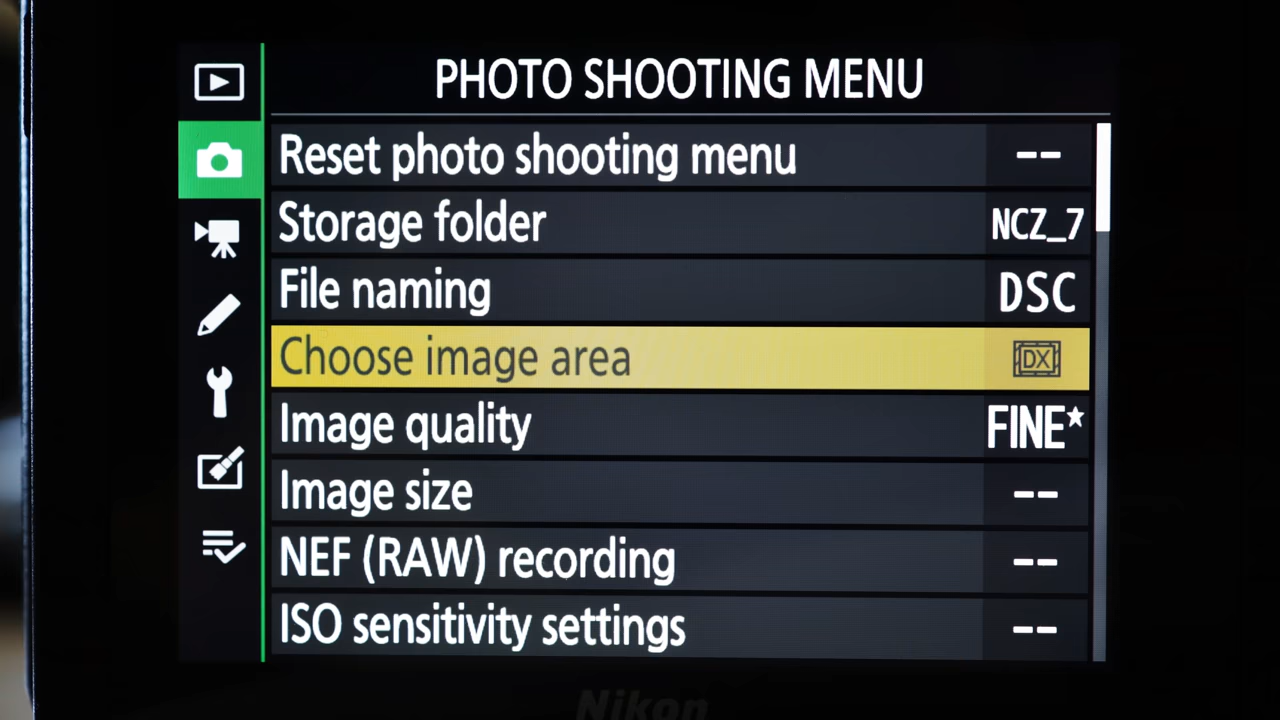 PHOTO SHOOTING MENU
Reset photo shooting menu --
Storage folder NCZ_7
File naming DSC
Choose image area DX
Image quality FINE★
Image size --
NEF (RAW) recording --
ISO sensitivity settings --
Nikon